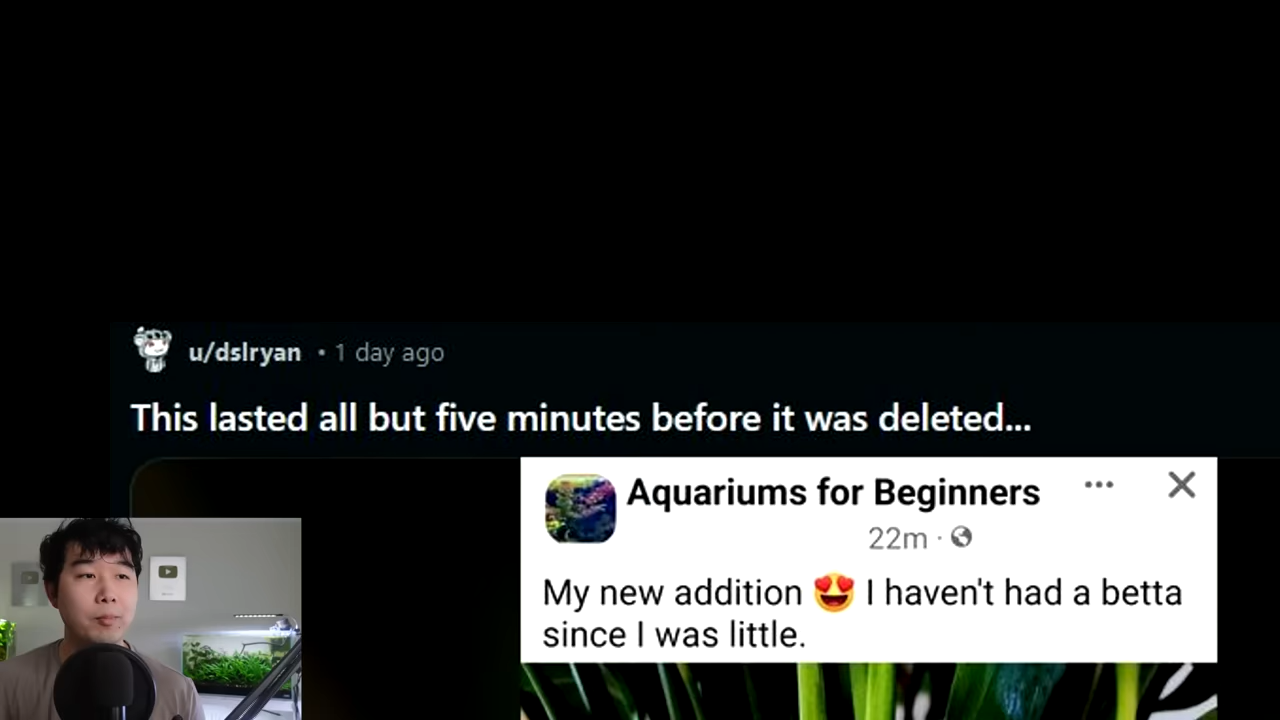 u/dslryan • 1 day ago
This lasted all but five minutes before it was deleted...
Aquariums for Beginners
22m ·
My new addition 😍 I haven't had a betta
since I was little.